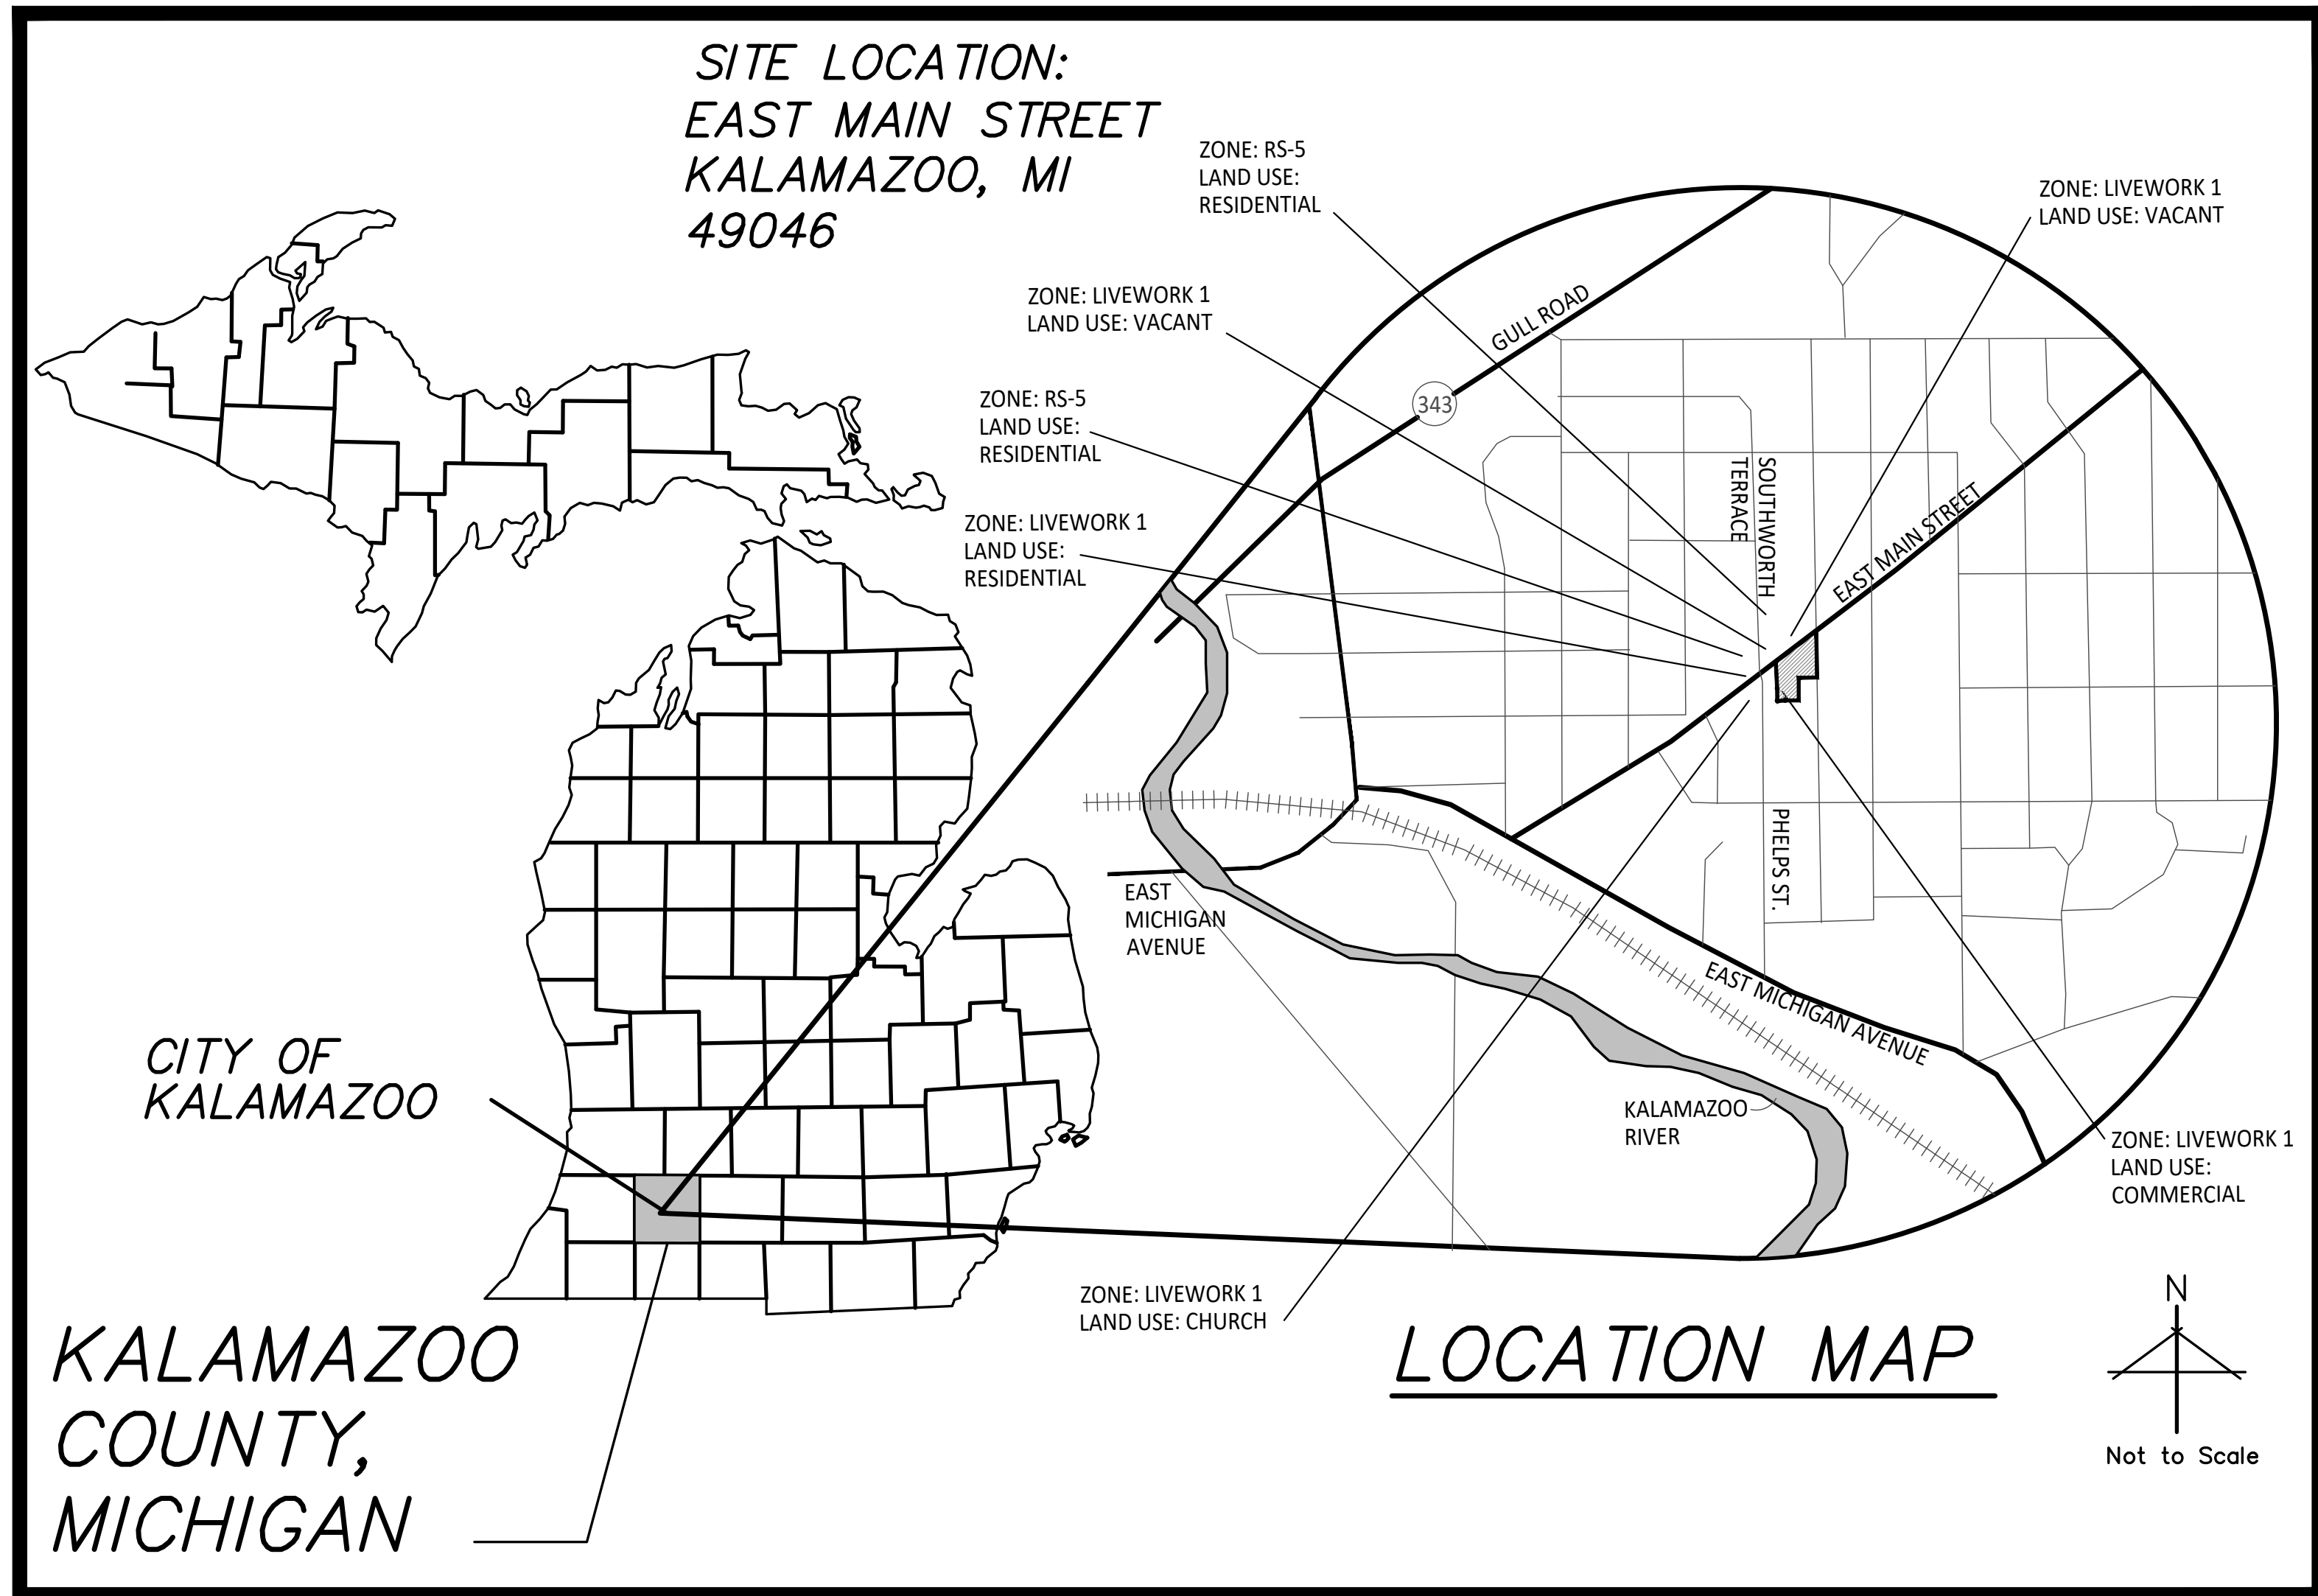 SITE LOCATION:
EAST MAIN STREET
KALAMAZOO, MI
49046
ZONE: RS-5
LAND USE:
RESIDENTIAL
ZONE: LIVEWORK 1
LAND USE: VACANT
ZONE: LIVEWORK 1
LAND USE: VACANT
GULL ROAD
343
ZONE: RS-5
LAND USE:
RESIDENTIAL
SOUTHWORTH
TERRACE
EAST MAIN STREET
ZONE: LIVEWORK 1
LAND USE:
RESIDENTIAL
PHELPS ST.
EAST
MICHIGAN
AVENUE
EAST MICHIGAN AVENUE
CITY OF
KALAMAZOO
KALAMAZOO
RIVER
ZONE: LIVEWORK 1
LAND USE:
COMMERCIAL
ZONE: LIVEWORK 1
LAND USE: CHURCH
KALAMAZOO
COUNTY,
MICHIGAN
LOCATION MAP
N
Not to Scale